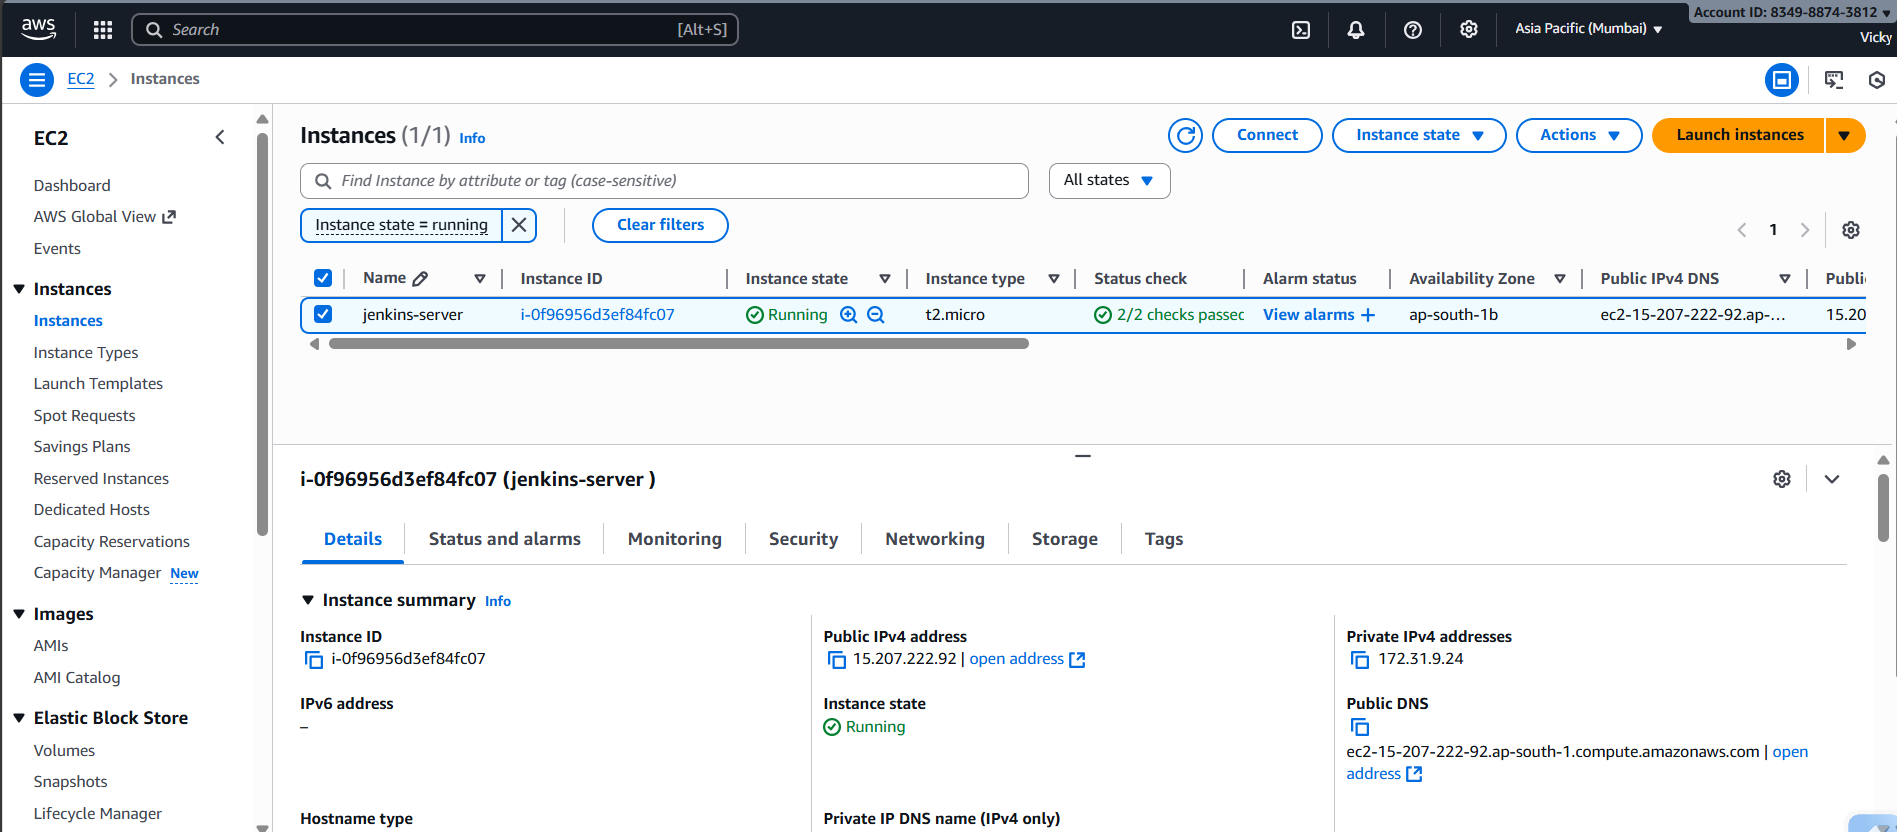 aws
Search [Alt+S]
Asia Pacific (Mumbai)
Account ID: 8349-8874-3812
Vicky
EC2 Instances
EC2
Dashboard
AWS Global View
Events
Instances
Instances
Instance Types
Launch Templates
Spot Requests
Savings Plans
Reserved Instances
Dedicated Hosts
Capacity Reservations
Capacity Manager New
Images
AMIs
AMI Catalog
Elastic Block Store
Volumes
Snapshots
Lifecycle Manager
Instances (1/1) Info
Connect
Instance state
Actions
Launch instances
Find Instance by attribute or tag (case-sensitive)
All states
Instance state = running
Clear filters
1
Name Instance ID Instance state Instance type Status check Alarm status Availability Zone Public IPv4 DNS Publi
jenkins-server i-0f96956d3ef84fc07 Running t2.micro 2/2 checks passec View alarms + ap-south-1b ec2-15-207-222-92.ap-... 15.20
i-0f96956d3ef84fc07 (jenkins-server )
Details Status and alarms Monitoring Security Networking Storage Tags
Instance summary Info
Instance ID
i-0f96956d3ef84fc07
Public IPv4 address
15.207.222.92 | open address
Private IPv4 addresses
172.31.9.24
IPv6 address
–
Instance state
Running
Public DNS
ec2-15-207-222-92.ap-south-1.compute.amazonaws.com | open
address
Hostname type
Private IP DNS name (IPv4 only)